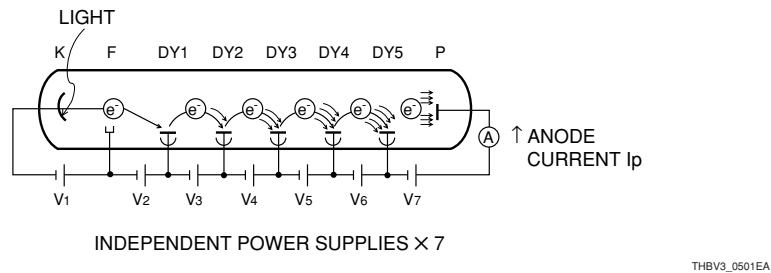 LIGHT
K F DY1 DY2 DY3 DY4 DY5 P
e- e- e- e- e- e-
A
↑ ANODE
CURRENT Ip
V1 V2 V3 V4 V5 V6 V7
INDEPENDENT POWER SUPPLIES × 7
THBV3_0501EA